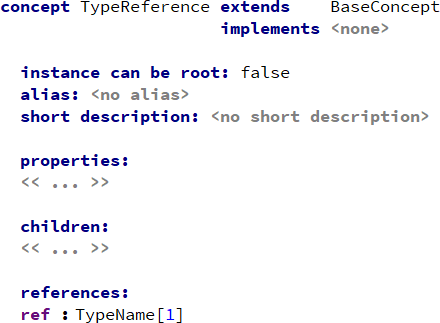 concept TypeReference extends BaseConcept
implements <none>
instance can be root: false
alias: <no alias>
short description: <no short description>
properties:
<< ... >>
children:
<< ... >>
references:
ref : TypeName[1]